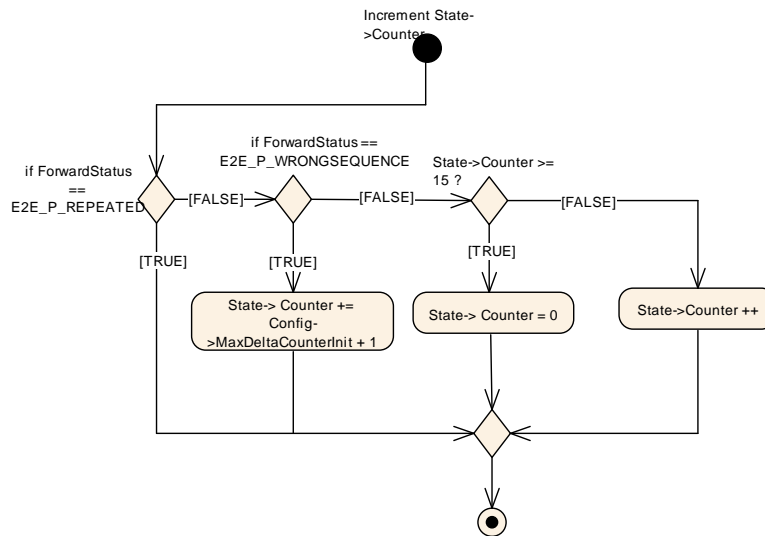 Increment State-
>Counter
if ForwardStatus ==
E2E_P_WRONGSEQUENCE
State->Counter >=
15 ?
if ForwardStatus
==
E2E_P_REPEATED
[FALSE]
[FALSE]
[FALSE]
[TRUE]
[TRUE]
[TRUE]
State-> Counter +=
Config-
>MaxDeltaCounterInit + 1
State-> Counter = 0
State->Counter ++